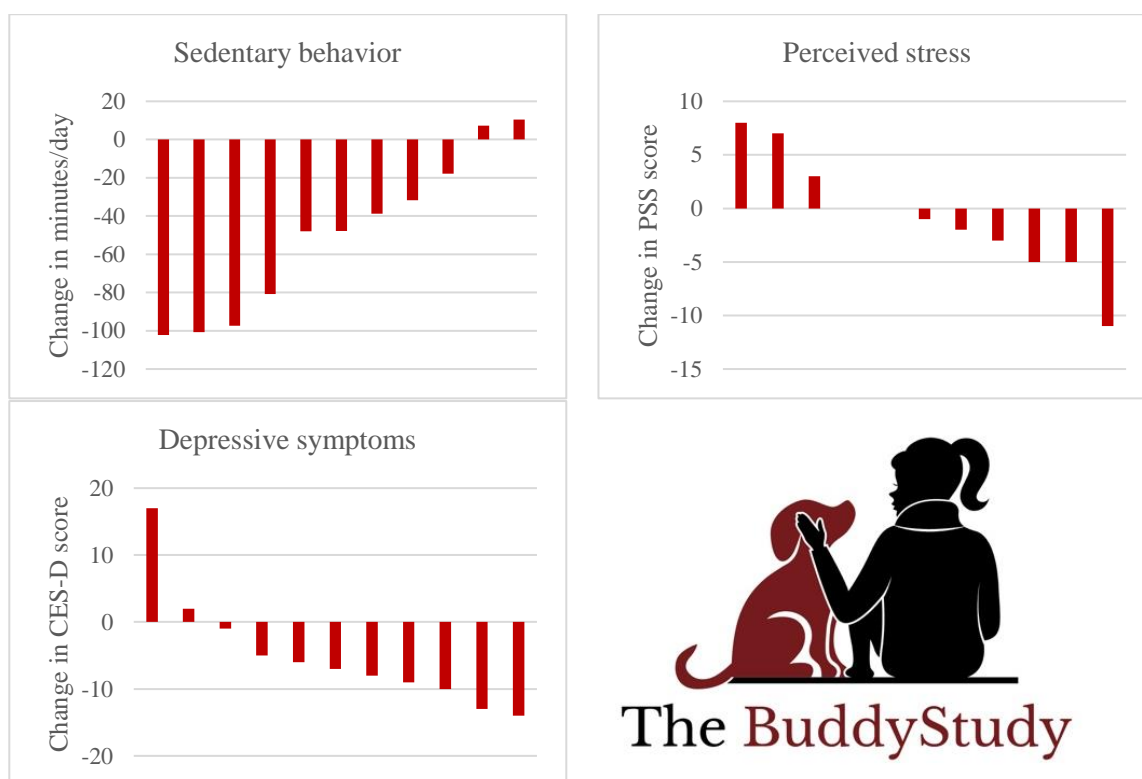 Sedentary behavior
Change in minutes/day
20
0
-20
-40
-60
-80
-100
-120
Perceived stress
Change in PSS score
10
5
0
-5
-10
-15
Depressive symptoms
Change in CES-D score
20
10
0
-10
-20
The BuddyStudy